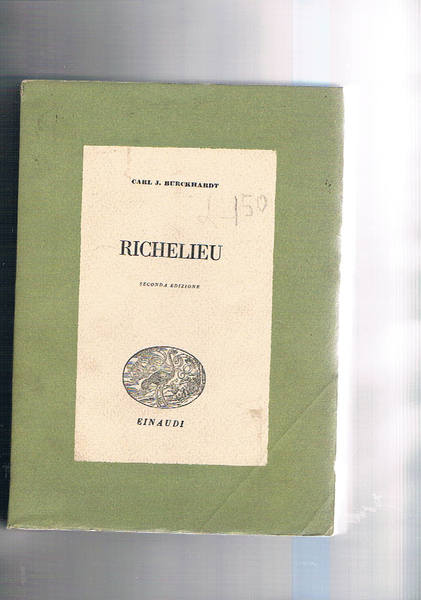 CARL J. BURCKHARDT
£ 150
RICHELIEU
SECONDA EDIZIONE
EINAUDI